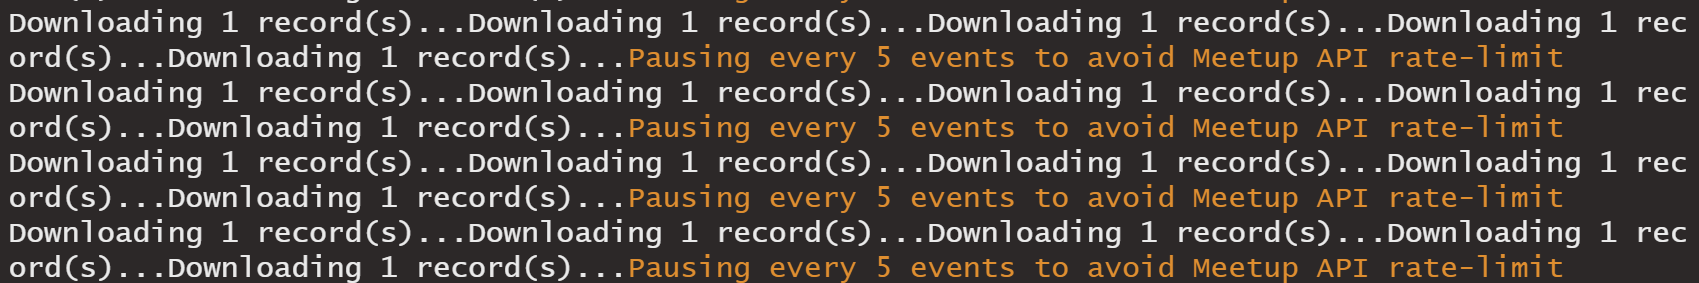 Downloading 1 record(s)...Downloading 1 record(s)...Downloading 1 record(s)...Downloading 1 rec
ord(s)...Downloading 1 record(s)...Pausing every 5 events to avoid Meetup API rate-limit
Downloading 1 record(s)...Downloading 1 record(s)...Downloading 1 record(s)...Downloading 1 rec
ord(s)...Downloading 1 record(s)...Pausing every 5 events to avoid Meetup API rate-limit
Downloading 1 record(s)...Downloading 1 record(s)...Downloading 1 record(s)...Downloading 1 rec
ord(s)...Downloading 1 record(s)...Pausing every 5 events to avoid Meetup API rate-limit
Downloading 1 record(s)...Downloading 1 record(s)...Downloading 1 record(s)...Downloading 1 rec
ord(s)...Downloading 1 record(s)...Pausing every 5 events to avoid Meetup API rate-limit